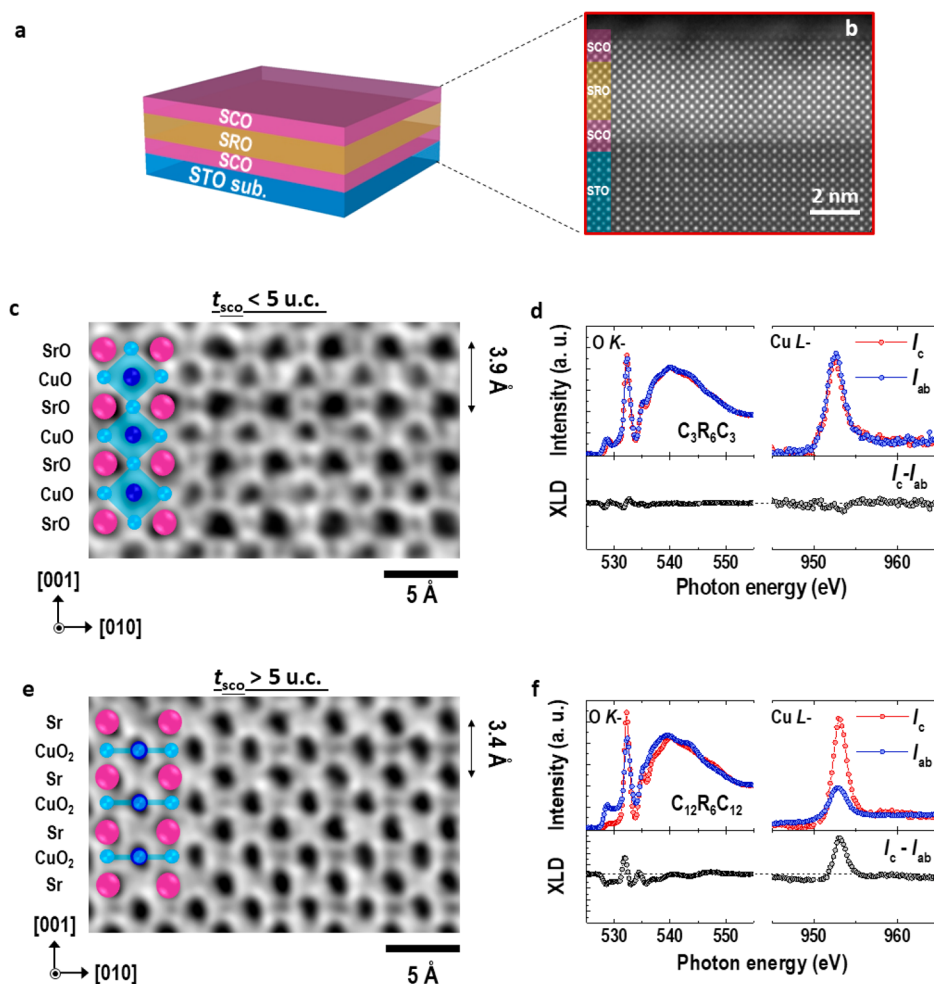 a
SCO
SRO
SCO
STO sub.
b
SCO
SRO
SCO
STO
2 nm
c
t_sco < 5 u.c.
SrO
CuO
SrO
CuO
SrO
CuO
SrO
3.9 Å
[001]
[010]
5 Å
d
O K-
Cu L-
I_c
I_ab
C₃R₆C₃
Intensity (a. u.)
I_c-I_ab
XLD
530 540 550 950 960
Photon energy (eV)
e
t_sco > 5 u.c.
Sr
CuO₂
Sr
CuO₂
Sr
CuO₂
Sr
3.4 Å
[001]
[010]
5 Å
f
O K-
Cu L-
I_c
I_ab
C₁₂R₆C₁₂
Intensity (a. u.)
I_c - I_ab
XLD
530 540 550 950 960
Photon energy (eV)